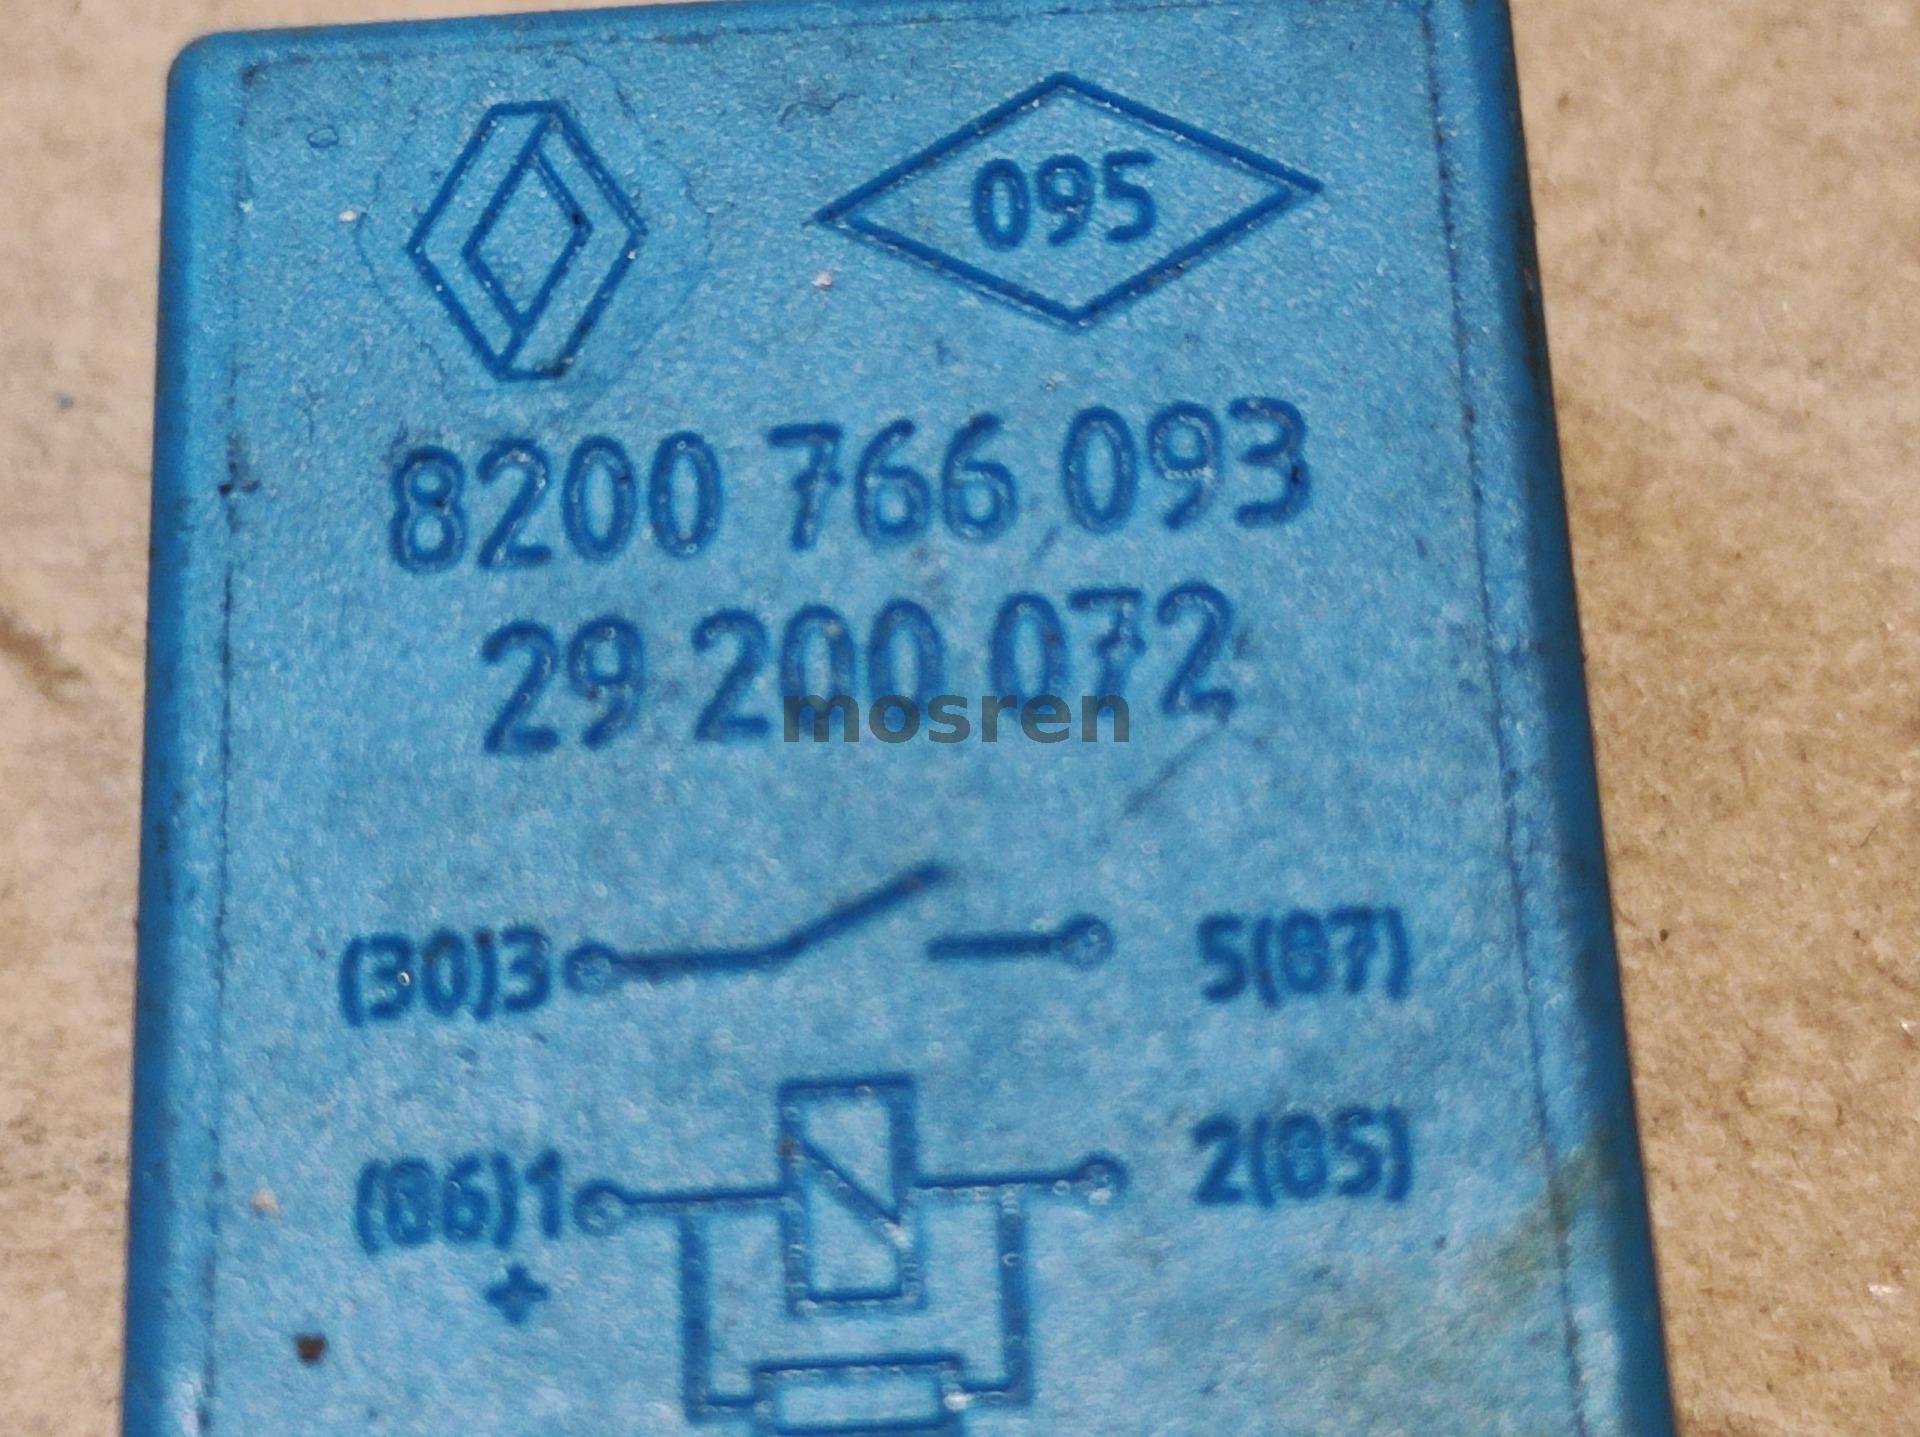 095
8200 766 093
29 200 072
mosren
(30)3 5(87)
(86)1 2(85)
+